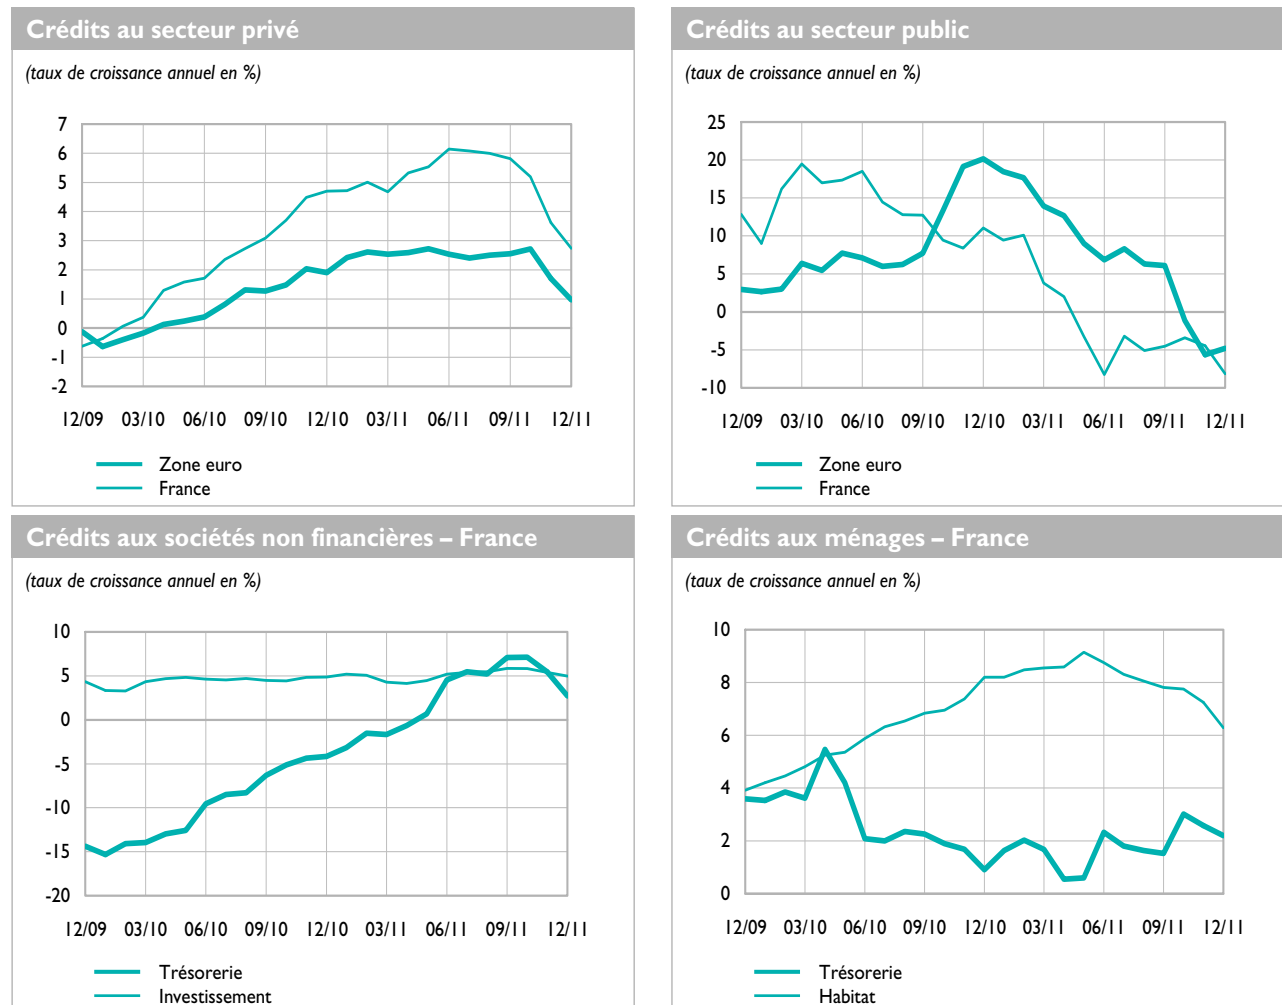 Crédits au secteur privé
(taux de croissance annuel en %)
7
6
5
4
3
2
1
0
-1
-2
12/09 03/10 06/10 09/10 12/10 03/11 06/11 09/11 12/11
Zone euro
France
Crédits au secteur public
(taux de croissance annuel en %)
25
20
15
10
5
0
-5
-10
12/09 03/10 06/10 09/10 12/10 03/11 06/11 09/11 12/11
Zone euro
France
Crédits aux sociétés non financières – France
(taux de croissance annuel en %)
10
5
0
-5
-10
-15
-20
12/09 03/10 06/10 09/10 12/10 03/11 06/11 09/11 12/11
Trésorerie
Investissement
Crédits aux ménages – France
(taux de croissance annuel en %)
10
8
6
4
2
0
12/09 03/10 06/10 09/10 12/10 03/11 06/11 09/11 12/11
Trésorerie
Habitat